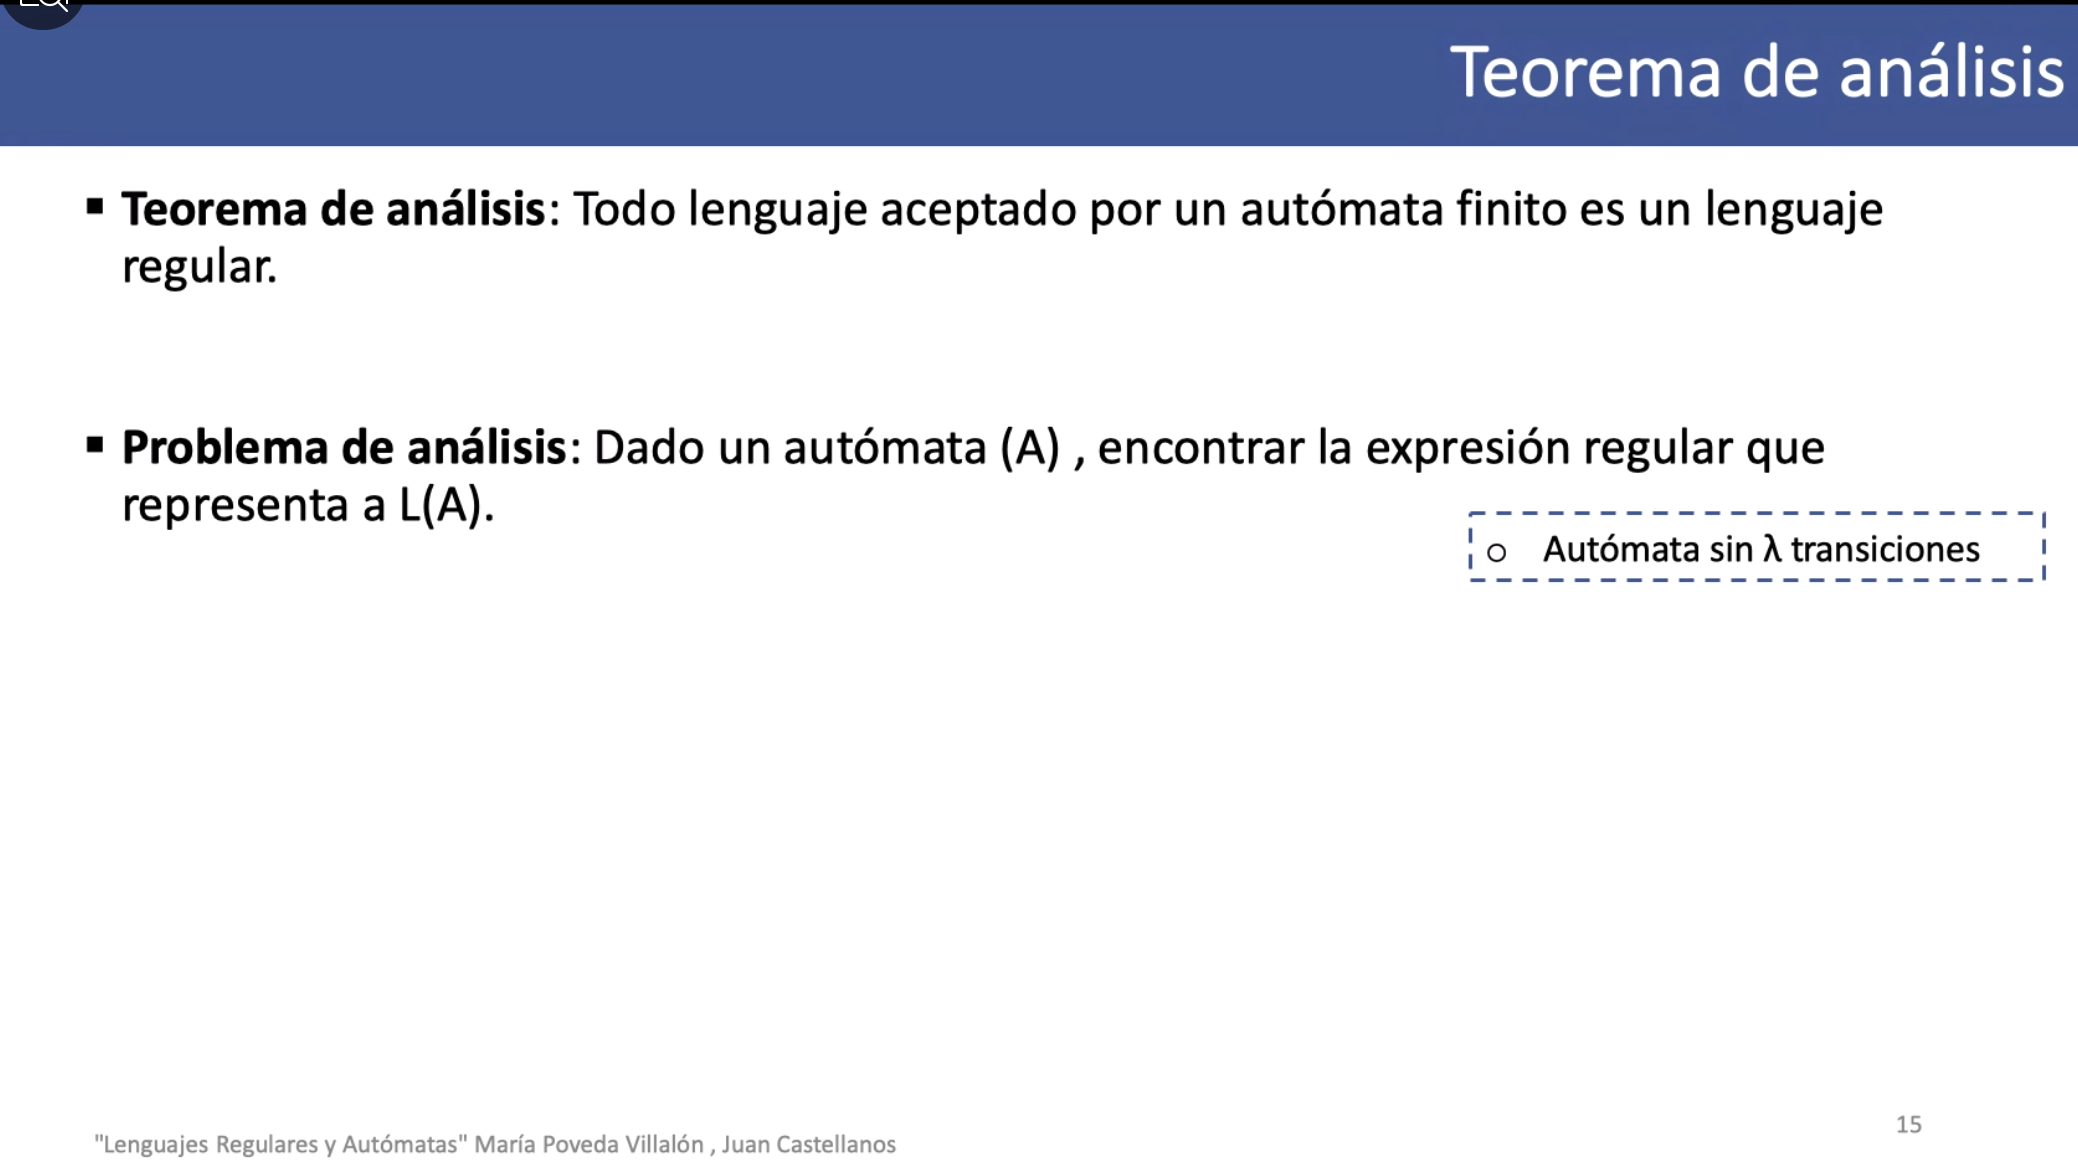 Teorema de análisis
▪ Teorema de análisis: Todo lenguaje aceptado por un autómata finito es un lenguaje
regular.
▪ Problema de análisis: Dado un autómata (A) , encontrar la expresión regular que
representa a L(A).
○ Autómata sin λ transiciones
15
"Lenguajes Regulares y Autómatas" María Poveda Villalón , Juan Castellanos